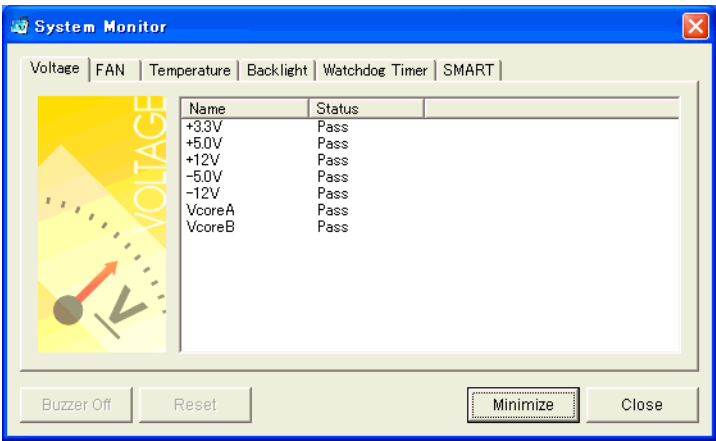 System Monitor
Voltage FAN Temperature Backlight Watchdog Timer SMART
VOLTAGE
Name Status
+3.3V Pass
+5.0V Pass
+12V Pass
-5.0V Pass
-12V Pass
VcoreA Pass
VcoreB Pass
V
Buzzer Off Reset Minimize Close